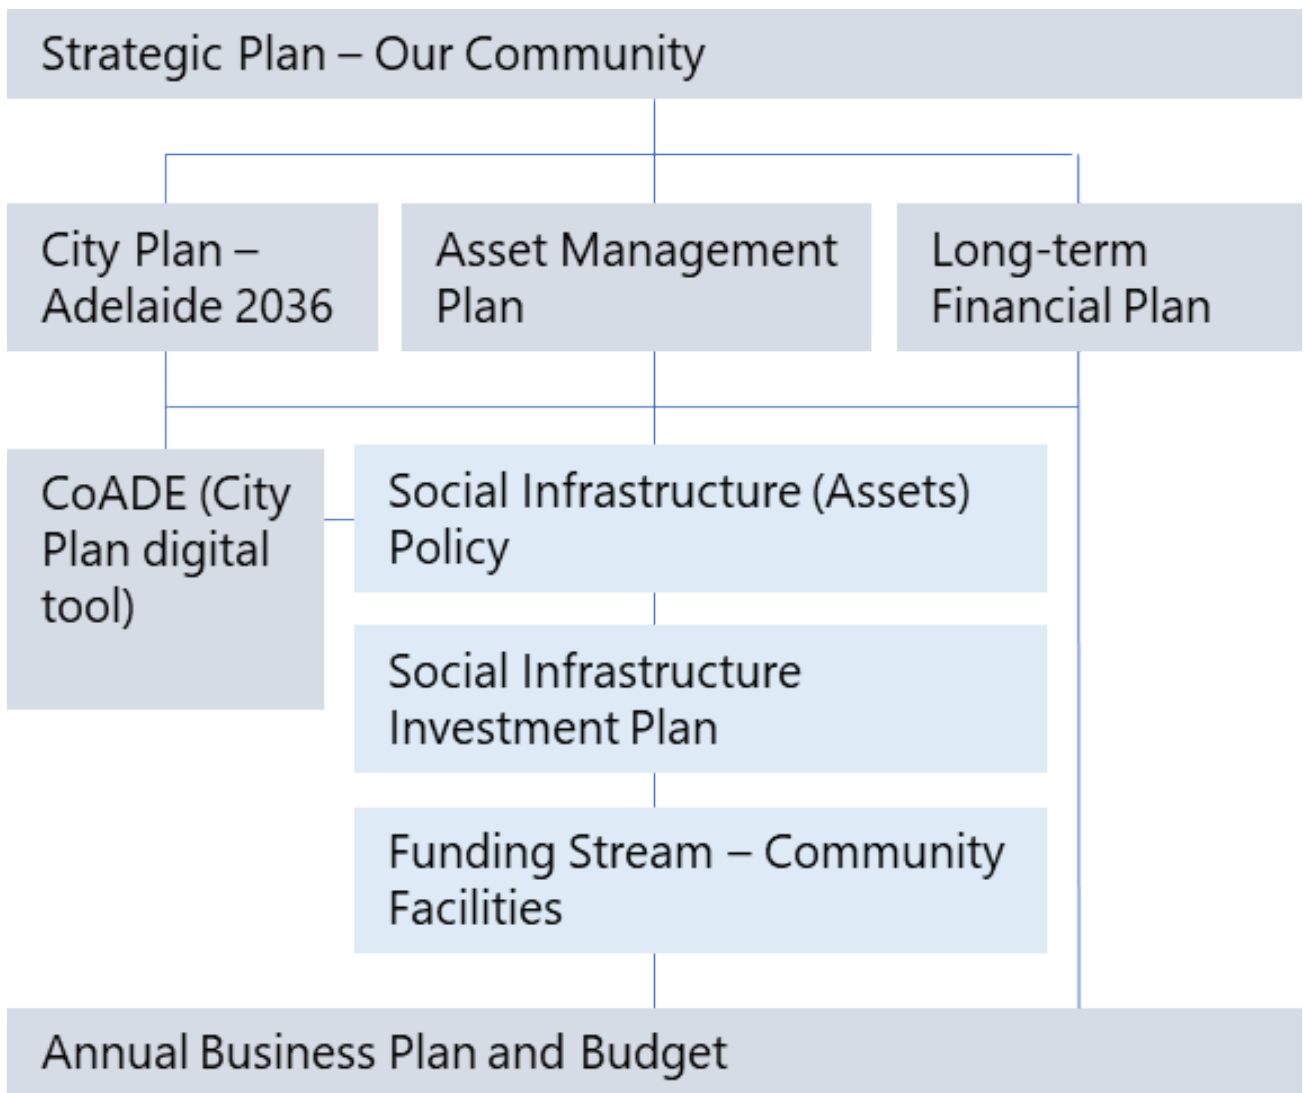 Strategic Plan – Our Community
City Plan –
Adelaide 2036
Asset Management
Plan
Long-term
Financial Plan
CoADE (City
Plan digital
tool)
Social Infrastructure (Assets)
Policy
Social Infrastructure
Investment Plan
Funding Stream – Community
Facilities
Annual Business Plan and Budget